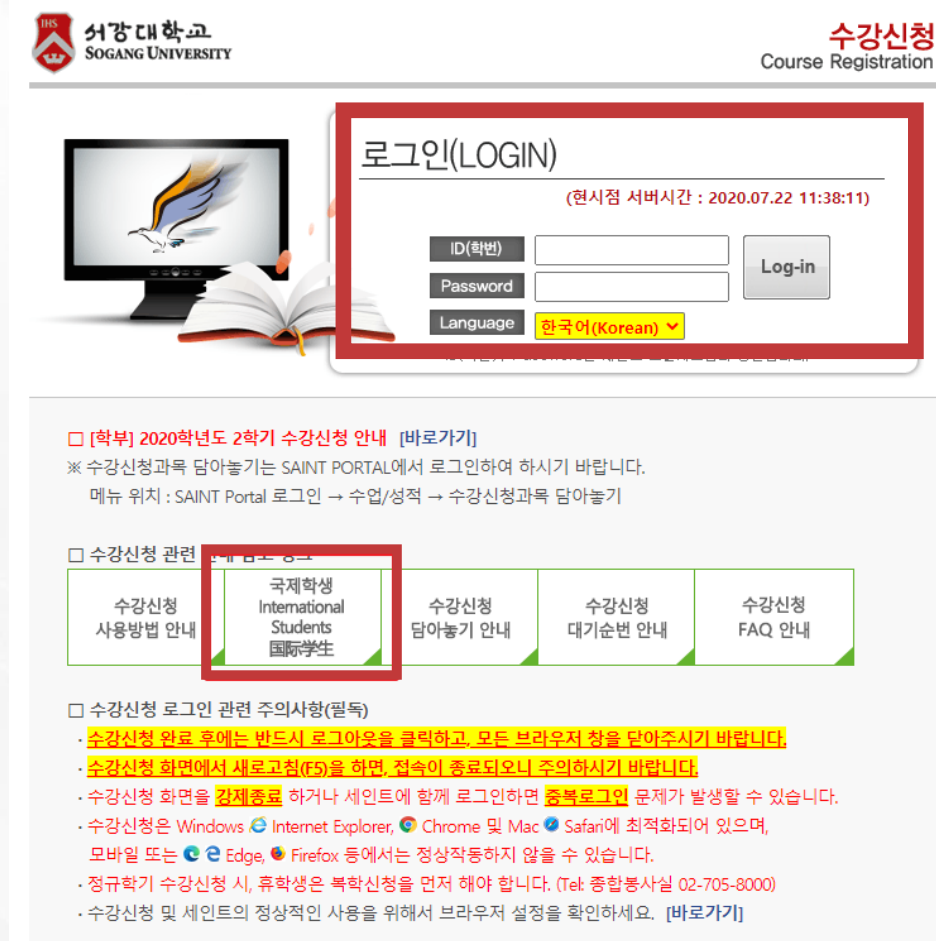 IHS
서강대학교
SOGANG UNIVERSITY
수강신청
Course Registration
로그인(LOGIN)
(현시점 서버시간 : 2020.07.22 11:38:11)
ID(학번)
Log-in
Password
Language
한국어(Korean)
□ [학부] 2020학년도 2학기 수강신청 안내 [바로가기]
※ 수강신청과목 담아놓기는 SAINT PORTAL에서 로그인하여 하시기 바랍니다.
메뉴 위치 : SAINT Portal 로그인 → 수업/성적 → 수강신청과목 담아놓기
□ 수강신청 관련
수강신청
사용방법 안내
국제학생
International
Students
国际学生
수강신청
담아놓기 안내
수강신청
대기순번 안내
수강신청
FAQ 안내
□ 수강신청 로그인 관련 주의사항(필독)
· 수강신청 완료 후에는 반드시 로그아웃을 클릭하고, 모든 브라우저 창을 닫아주시기 바랍니다.
· 수강신청 화면에서 새로고침(F5)을 하면, 접속이 종료되오니 주의하시기 바랍니다.
· 수강신청 화면을 강제종료 하거나 세인트에 함께 로그인하면 중복로그인 문제가 발생할 수 있습니다.
· 수강신청은 Windows Internet Explorer, Chrome 및 Mac Safari에 최적화되어 있으며,
모바일 또는 Edge, Firefox 등에서는 정상작동하지 않을 수 있습니다.
· 정규학기 수강신청 시, 휴학생은 복학신청을 먼저 해야 합니다. (Tel: 종합봉사실 02-705-8000)
· 수강신청 및 세인트의 정상적인 사용을 위해서 브라우저 설정을 확인하세요. [바로가기]